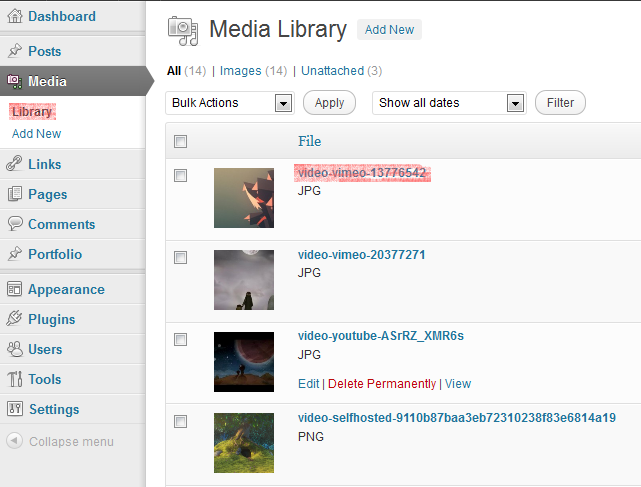 Dashboard
Posts
Media
Library
Add New
Links
Pages
Comments
Portfolio
Appearance
Plugins
Users
Tools
Settings
Collapse menu
Media Library Add New
All (14) | Images (14) | Unattached (3)
Bulk Actions Apply Show all dates Filter
File
video-vimeo-13776542
JPG
video-vimeo-20377271
JPG
video-youtube-ASrRZ_XMR6s
JPG
Edit | Delete Permanently | View
video-selfhosted-9110b87baa3eb72310238f83e6814a19
PNG